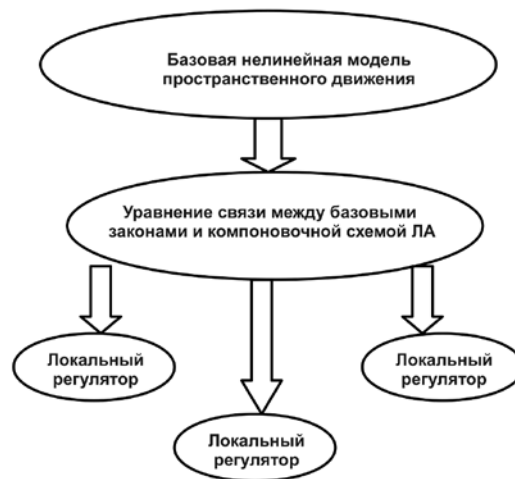 Базовая нелинейная модель
пространственного движения
Уравнение связи между базовыми
законами и компоновочной схемой ЛА
Локальный
регулятор
Локальный
регулятор
Локальный
регулятор